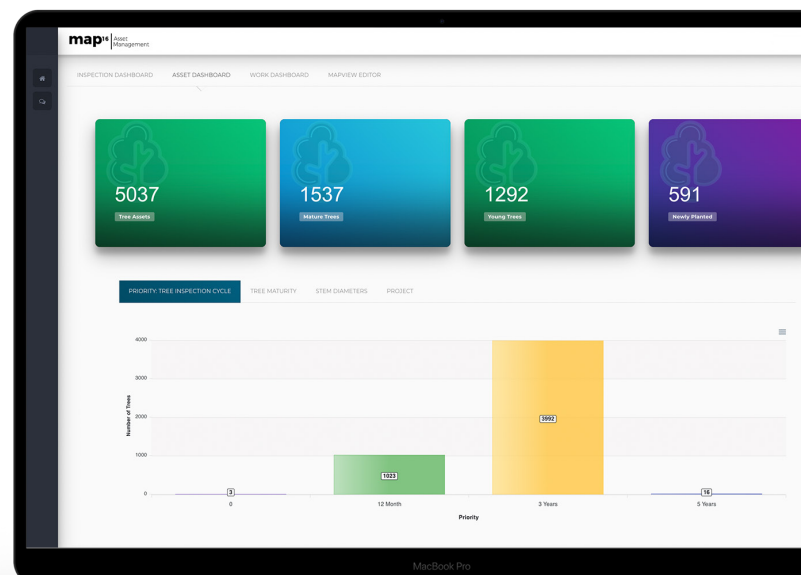 map16 Asset
Management
INSPECTION DASHBOARD ASSET DASHBOARD WORK DASHBOARD MAPVIEW EDITOR
5037 1537 1292 591
Tree Assets Mature Trees Young Trees Newly Planted
PRIORITY: TREE INSPECTION CYCLE TREE MATURITY STEM DIAMETERS PROJECT
4000
3000
2000
1000
0
Number of Trees
3 1023 3992 16
0 12 Month 3 Years 5 Years
Priority
MacBook Pro